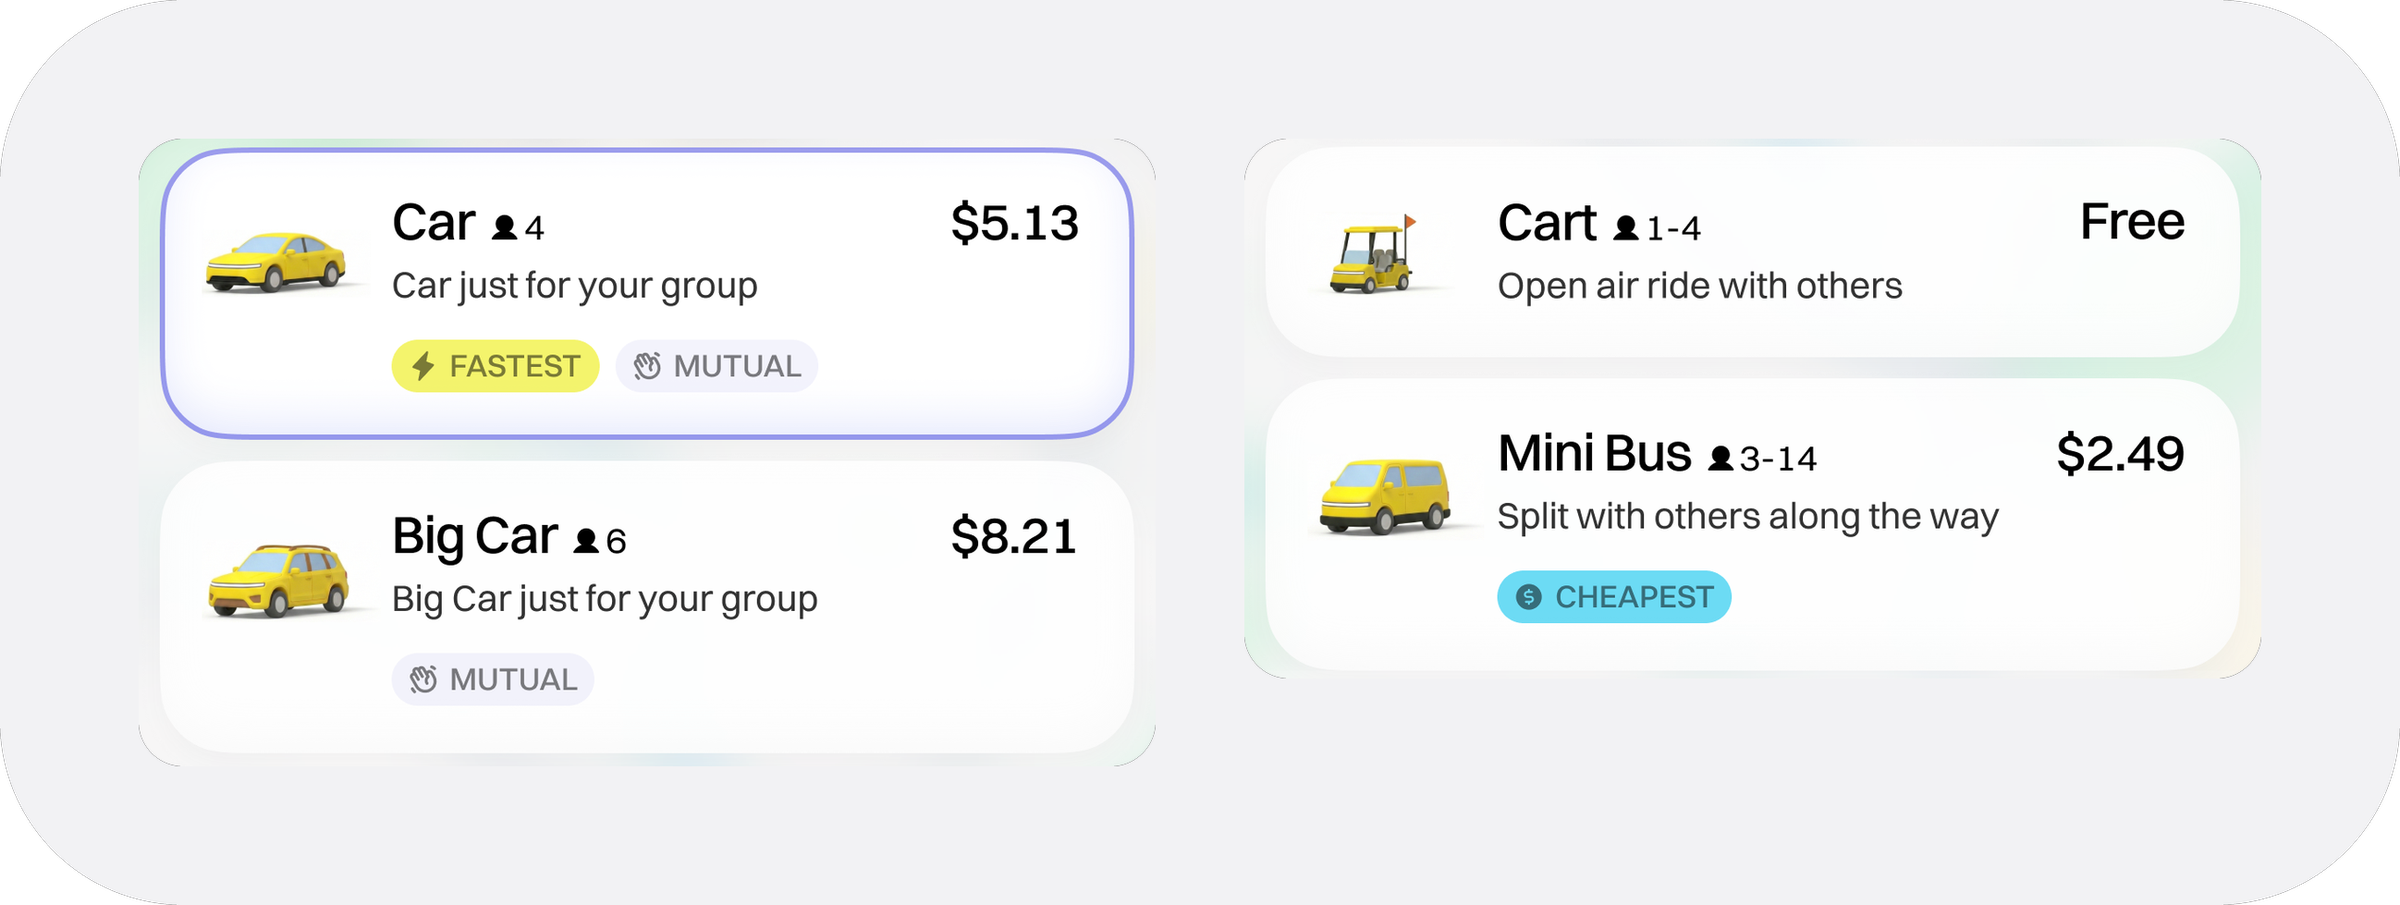 Car 4 $5.13
Car just for your group
FASTEST MUTUAL
Big Car 6 $8.21
Big Car just for your group
MUTUAL
Cart 1-4 Free
Open air ride with others
Mini Bus 3-14 $2.49
Split with others along the way
CHEAPEST